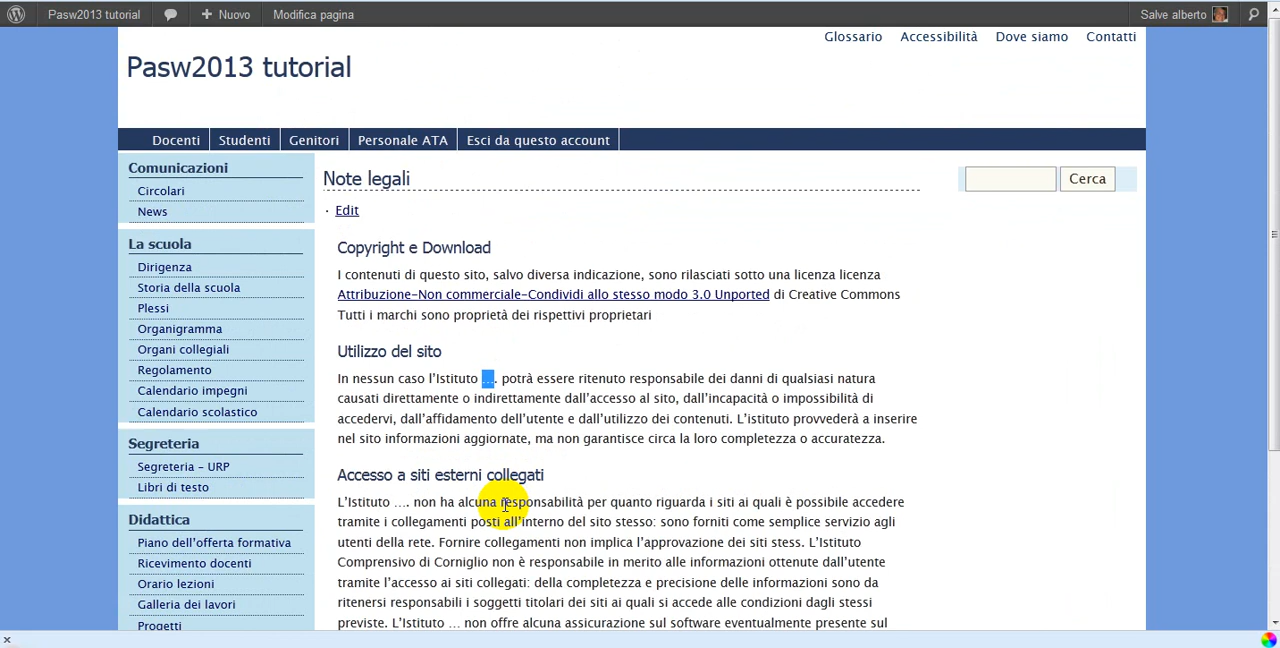 Pasw2013 tutorial
Nuovo
Modifica pagina
Salve alberto
Glossario
Accessibilità
Dove siamo
Contatti
Pasw2013 tutorial
Docenti
Studenti
Genitori
Personale ATA
Esci da questo account
Comunicazioni
Circolari
News
La scuola
Dirigenza
Storia della scuola
Plessi
Organigramma
Organi collegiali
Regolamento
Calendario impegni
Calendario scolastico
Segreteria
Segreteria – URP
Libri di testo
Didattica
Piano dell’offerta formativa
Ricevimento docenti
Orario lezioni
Galleria dei lavori
Progetti
Note legali
· Edit
Copyright e Download
I contenuti di questo sito, salvo diversa indicazione, sono rilasciati sotto una licenza licenza
Attribuzione-Non commerciale-Condividi allo stesso modo 3.0 Unported di Creative Commons
Tutti i marchi sono proprietà dei rispettivi proprietari
Utilizzo del sito
In nessun caso l’Istituto …. potrà essere ritenuto responsabile dei danni di qualsiasi natura
causati direttamente o indirettamente dall’accesso al sito, dall’incapacità o impossibilità di
accedervi, dall’affidamento dell’utente e dall’utilizzo dei contenuti. L’istituto provvederà a inserire
nel sito informazioni aggiornate, ma non garantisce circa la loro completezza o accuratezza.
Accesso a siti esterni collegati
L’Istituto …. non ha alcuna responsabilità per quanto riguarda i siti ai quali è possibile accedere
tramite i collegamenti posti all’interno del sito stesso: sono forniti come semplice servizio agli
utenti della rete. Fornire collegamenti non implica l’approvazione dei siti stess. L’Istituto
Comprensivo di Corniglio non è responsabile in merito alle informazioni ottenute dall’utente
tramite l’accesso ai siti collegati: della completezza e precisione delle informazioni sono da
ritenersi responsabili i soggetti titolari dei siti ai quali si accede alle condizioni dagli stessi
previste. L’Istituto … non offre alcuna assicurazione sul software eventualmente presente sul
Cerca